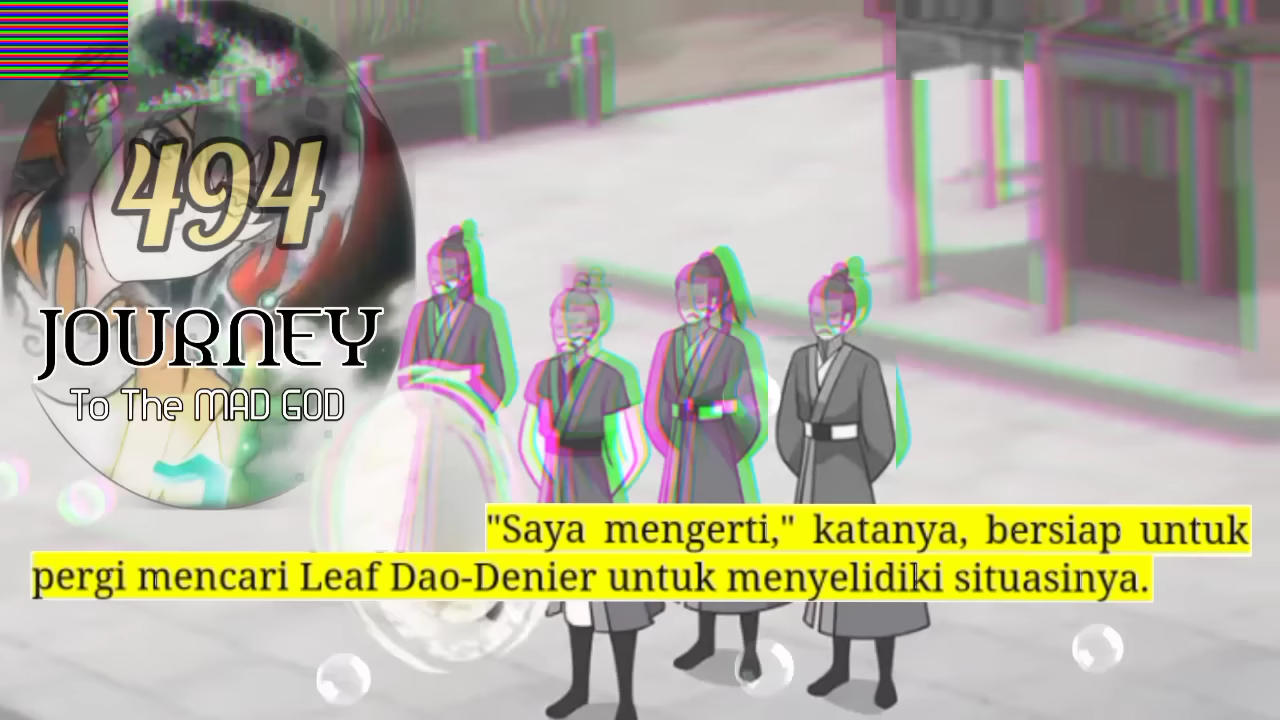 494
JOURNEY
To The MAD GOD
"Saya mengerti," katanya, bersiap untuk
pergi mencari Leaf Dao-Denier untuk menyelidiki situasinya.